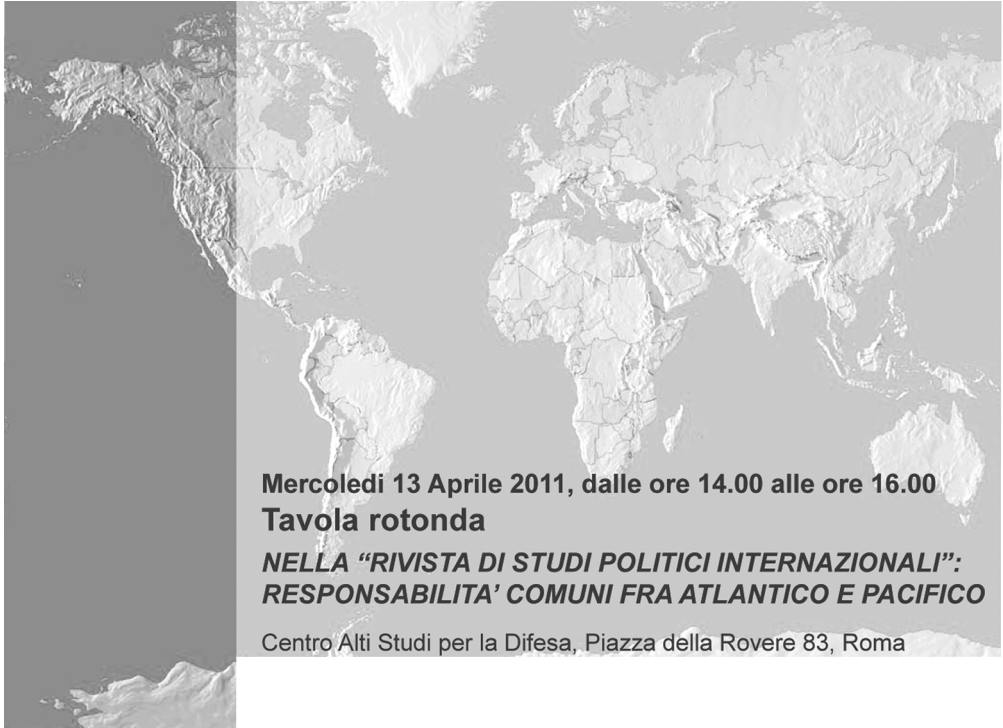 Mercoledi 13 Aprile 2011, dalle ore 14.00 alle ore 16.00
Tavola rotonda
NELLA “RIVISTA DI STUDI POLITICI INTERNAZIONALI”:
RESPONSABILITA’ COMUNI FRA ATLANTICO E PACIFICO
Centro Alti Studi per la Difesa, Piazza della Rovere 83, Roma